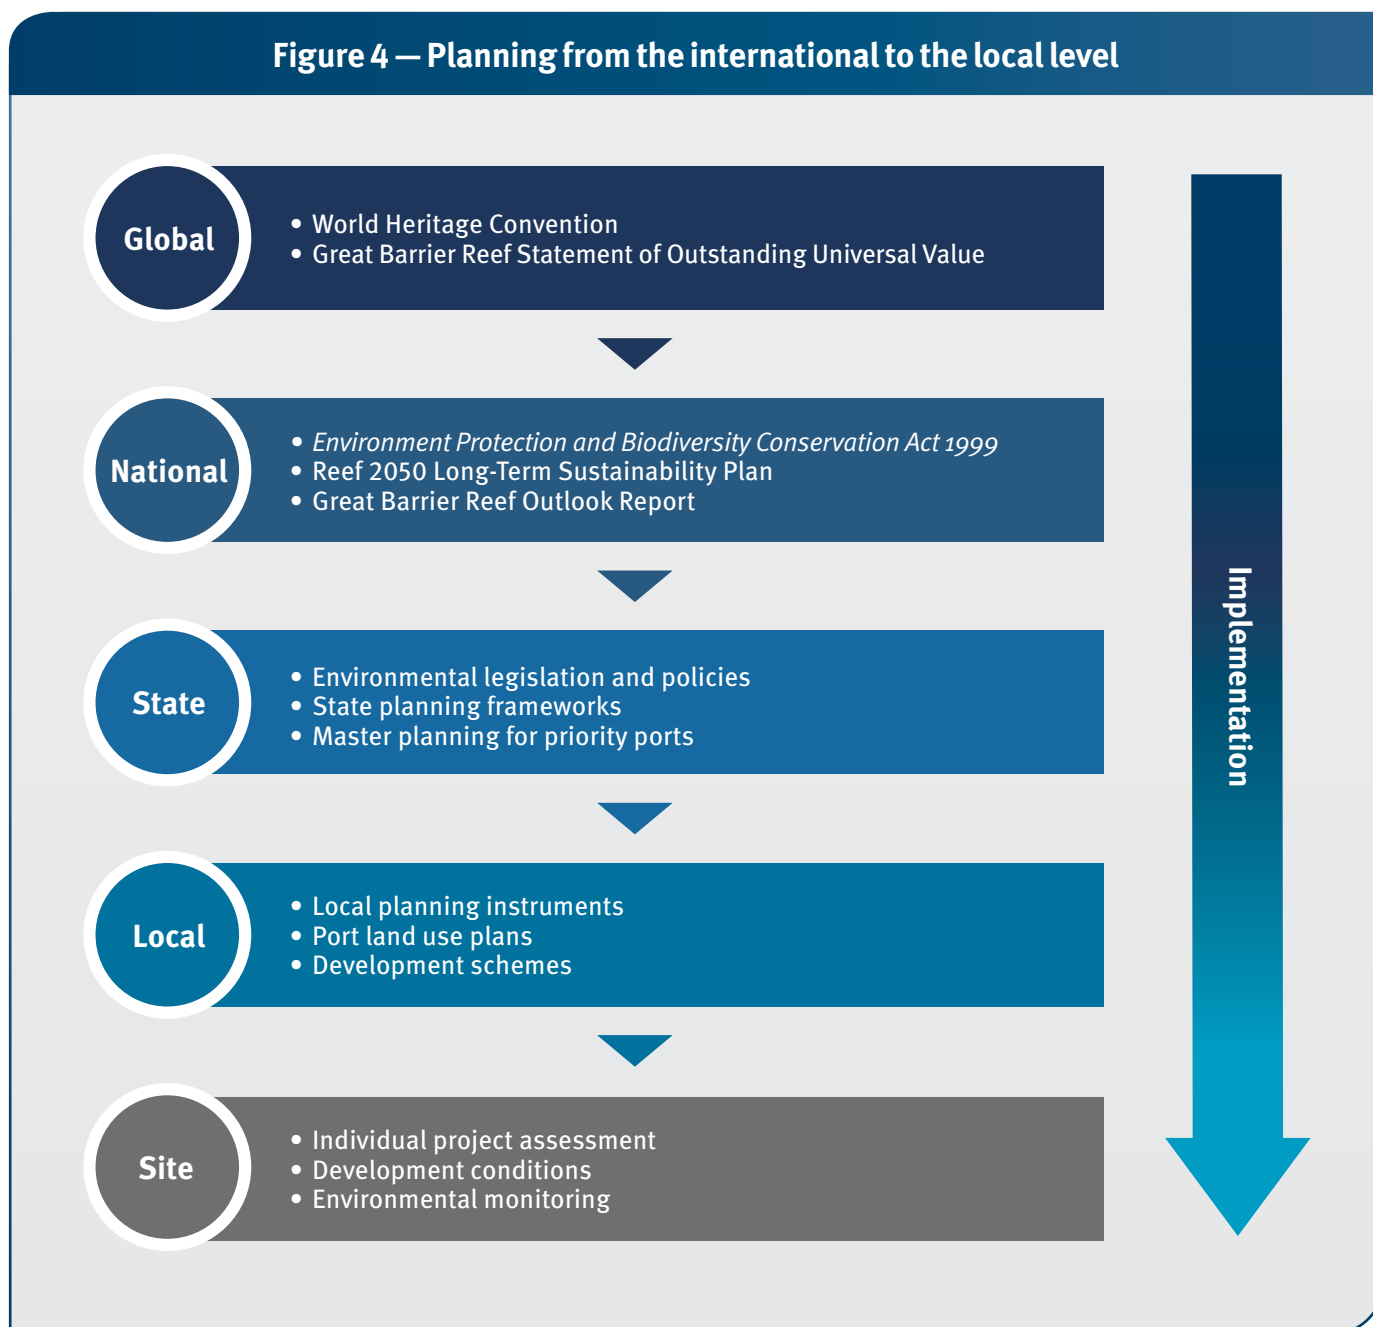 Figure 4 — Planning from the international to the local level
Global
• World Heritage Convention
• Great Barrier Reef Statement of Outstanding Universal Value
National
• Environment Protection and Biodiversity Conservation Act 1999
• Reef 2050 Long-Term Sustainability Plan
• Great Barrier Reef Outlook Report
State
• Environmental legislation and policies
• State planning frameworks
• Master planning for priority ports
Local
• Local planning instruments
• Port land use plans
• Development schemes
Site
• Individual project assessment
• Development conditions
• Environmental monitoring
Implementation